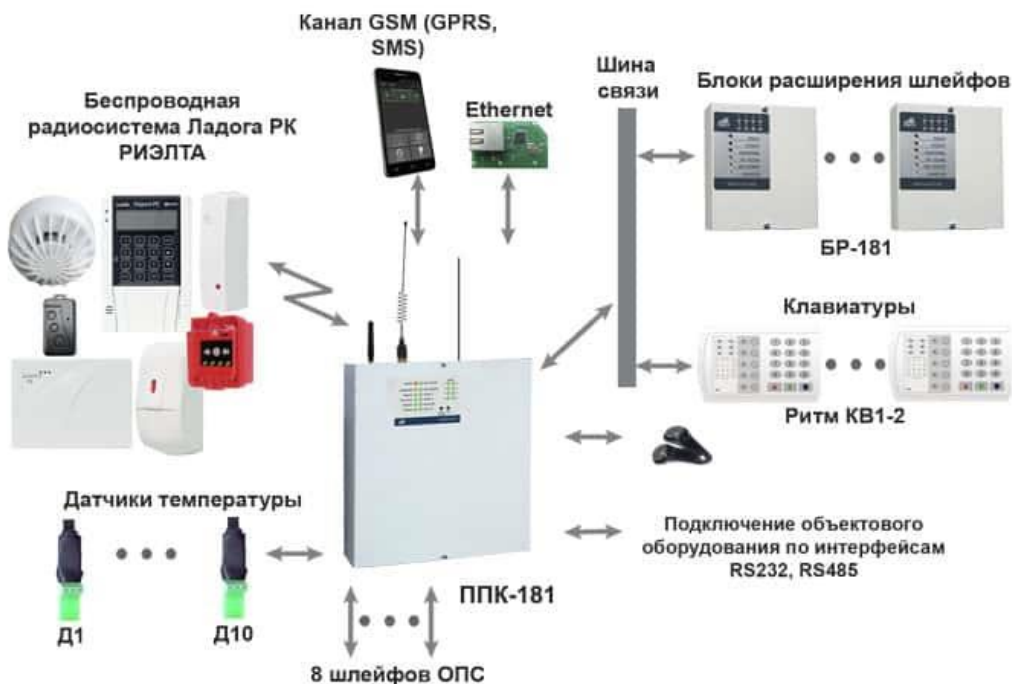 Канал GSM (GPRS,
SMS)
Беспроводная
радиосистема Ладога РК
РИЭЛТА
Ethernet
Шина
связи
Блоки расширения шлейфов
БР-181
Клавиатуры
Ритм КВ1-2
Датчики температуры
Д1
Д10
ППК-181
Подключение объектового
оборудования по интерфейсам
RS232, RS485
8 шлейфов ОПС